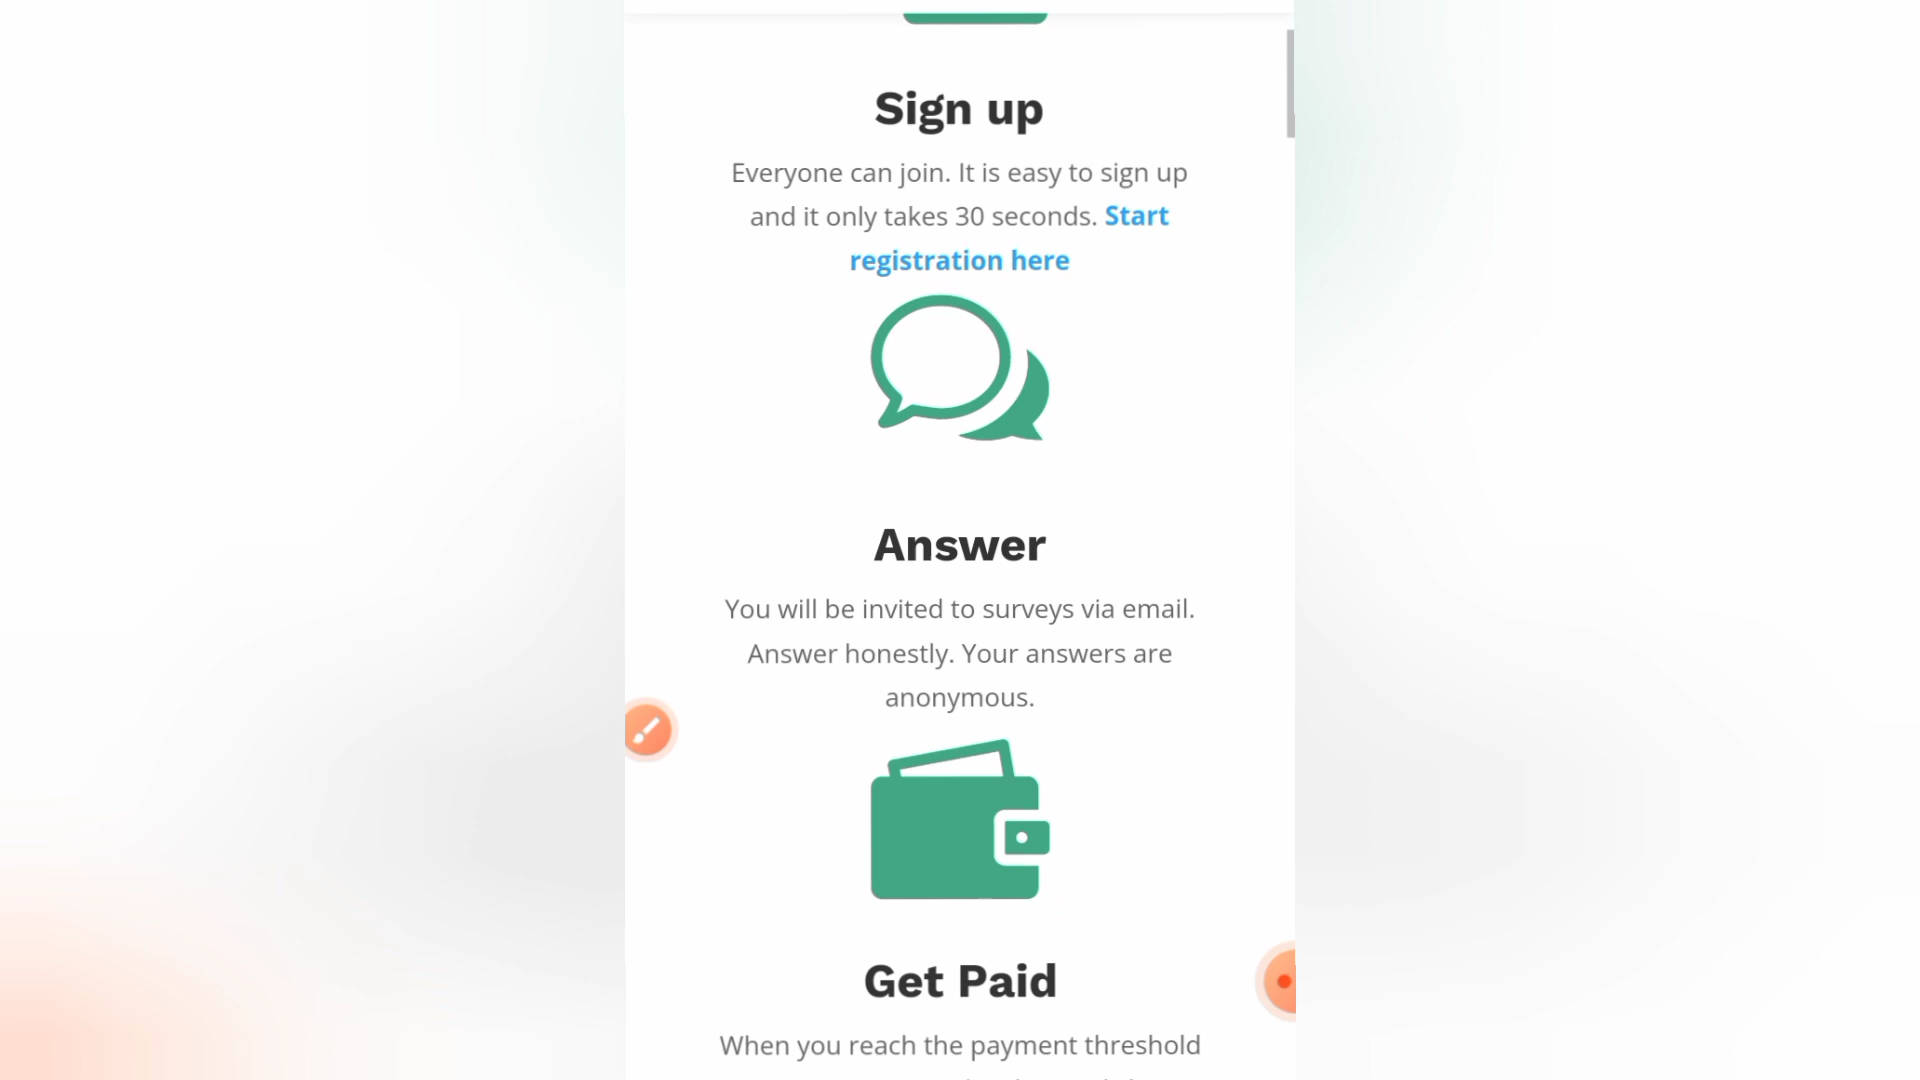 Sign up
Everyone can join. It is easy to sign up
and it only takes 30 seconds. Start
registration here
Answer
You will be invited to surveys via email.
Answer honestly. Your answers are
anonymous.
Get Paid
When you reach the payment threshold